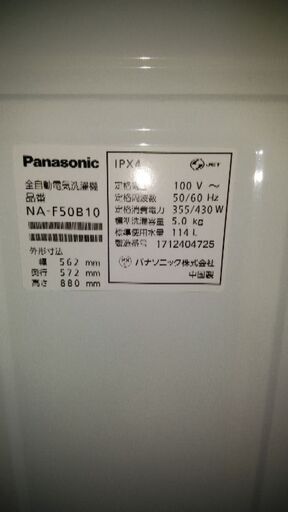 Panasonic
全自動電気洗濯機
品番
NA-F50B10
外形寸法
幅 562 mm
奥行 572 mm
高さ 880 mm
IPX4
JET
定格電圧 100 V ～
定格周波数 50/60 Hz
定格消費電力 355/430 W
標準洗濯容量 5.0 kg
標準使用水量 114 L
製造番号 1712404725
パナソニック株式会社
中国製